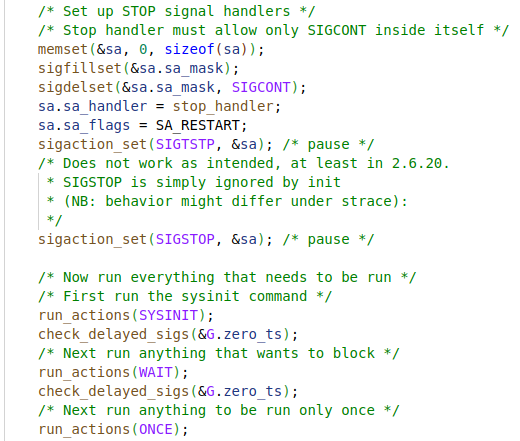 /* Set up STOP signal handlers */
/* Stop handler must allow only SIGCONT inside itself */
memset(&sa, 0, sizeof(sa));
sigfillset(&sa.sa_mask);
sigdelset(&sa.sa_mask, SIGCONT);
sa.sa_handler = stop_handler;
sa.sa_flags = SA_RESTART;
sigaction_set(SIGTSTP, &sa); /* pause */
/* Does not work as intended, at least in 2.6.20.
 * SIGSTOP is simply ignored by init
 * (NB: behavior might differ under strace):
 */
sigaction_set(SIGSTOP, &sa); /* pause */

/* Now run everything that needs to be run */
/* First run the sysinit command */
run_actions(SYSINIT);
check_delayed_sigs(&G.zero_ts);
/* Next run anything that wants to block */
run_actions(WAIT);
check_delayed_sigs(&G.zero_ts);
/* Next run anything to be run only once */
run_actions(ONCE);